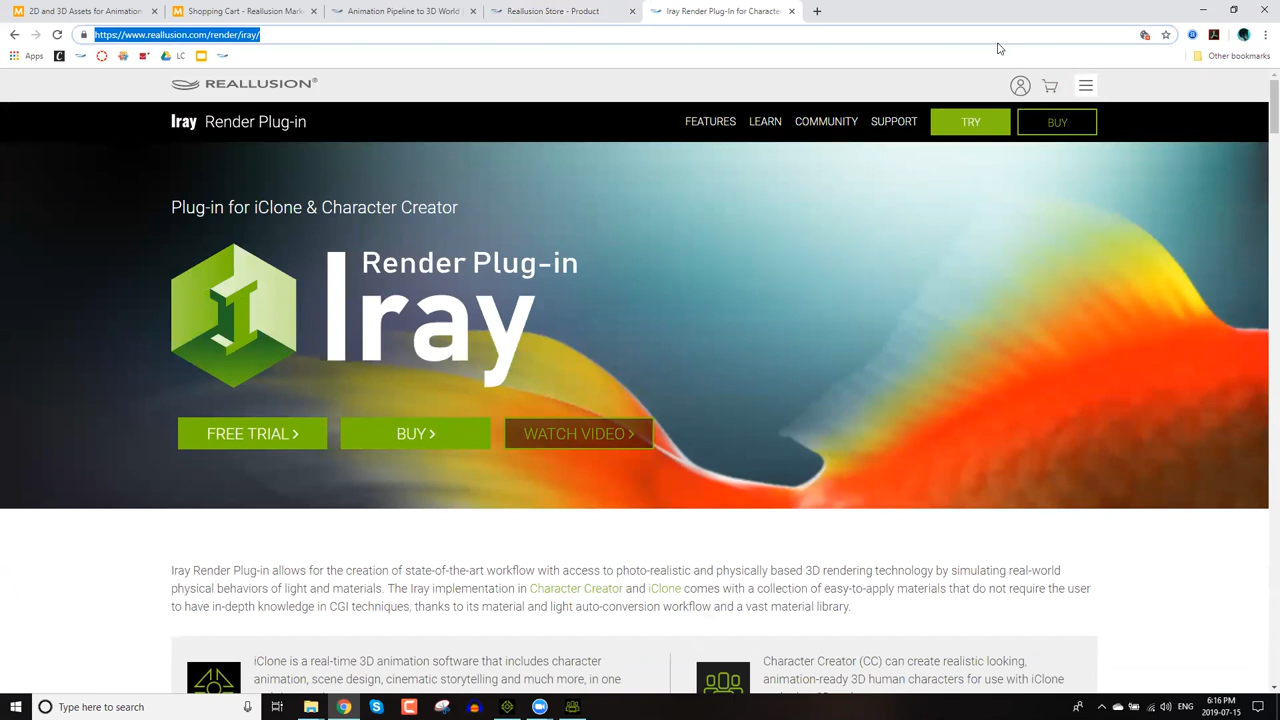 2D and 3D Assets for Animation
Shopping Cart - Reallusion Mark
Animation Pipeline to 3D World
Reallusion Store - Product
Iray Render Plug-In for Characte
https://www.reallusion.com/render/iray/
Apps
LC
Other bookmarks
REALLUSION®
Iray Render Plug-in
FEATURES
LEARN
COMMUNITY
SUPPORT
TRY
BUY
Plug-in for iClone & Character Creator
Render Plug-in
Iray
FREE TRIAL >
BUY >
WATCH VIDEO >
Iray Render Plug-in allows for the creation of state-of-the-art workflow with access to photo-realistic and physically based 3D rendering technology by simulating real-world
physical behaviors of light and materials. The Iray implementation in Character Creator and iClone comes with a collection of easy-to-apply materials that do not require the user
to have in-depth knowledge in CGI techniques, thanks to its material and light auto-conversion workflow and a vast material library.
iClone is a real-time 3D animation software that includes character
animation, scene design, cinematic storytelling and much more, in one
Character Creator (CC) can create realistic looking,
animation-ready 3D human characters for use with iClone
Type here to search
ENG
6:16 PM
2019-07-15